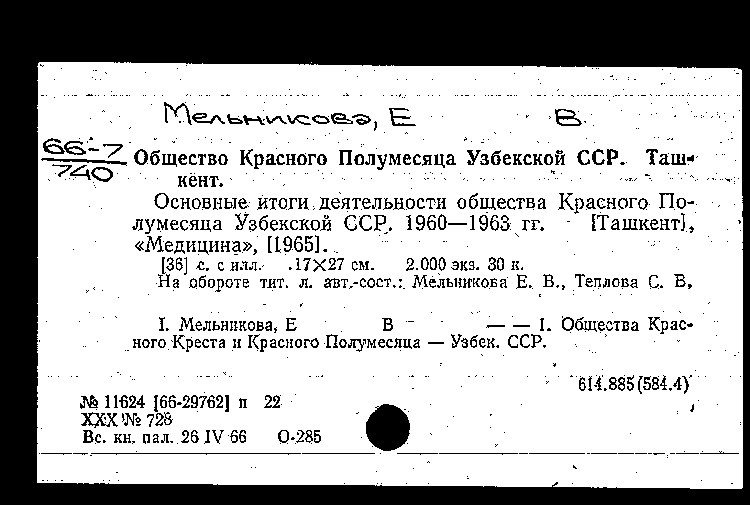 Мельникова, Е В
66-7
740
Общество Красного Полумесяца Узбекской ССР. Таш-
кент.
Основные итоги деятельности общества Красного По-
лумесяца Узбекской ССР. 1960—1963 гг. [Ташкент],
«Медицина», [1965].
[36] с. с илл. 17×27 см. 2.000 экз. 30 к.
На обороте тит. л. авт.-сост.: Мельникова Е. В., Теплова С. В.
I. Мельникова, Е В — — 1. Общества Крас-
ного Креста и Красного Полумесяца — Узбек. ССР.
614.885(584.4)
№ 11624 [66-29762] п 22
XXX № 728
Вс. кн. пал. 26 IV 66 О-285